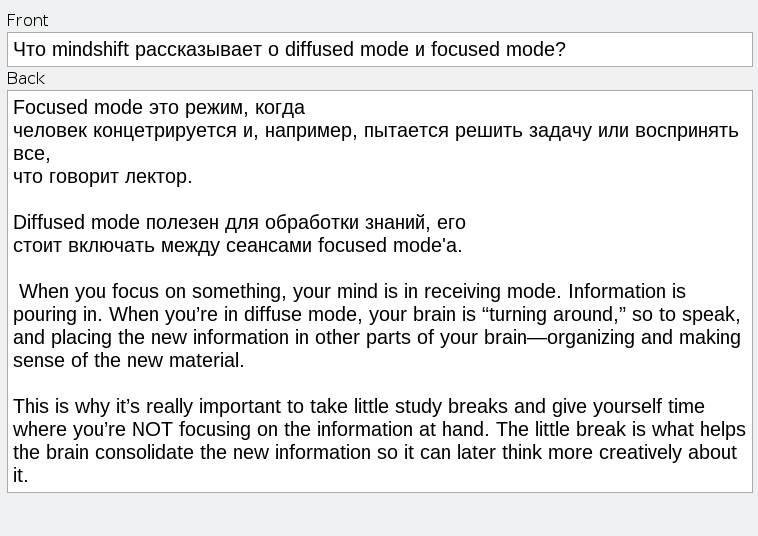 Front
Что mindshift рассказывает о diffused mode и focused mode?
Back
Focused mode это режим, когда
человек концетрируется и, например, пытается решить задачу или воспринять
все,
что говорит лектор.
Diffused mode полезен для обработки знаний, его
стоит включать между сеансами focused mode'а.
When you focus on something, your mind is in receiving mode. Information is
pouring in. When you’re in diffuse mode, your brain is “turning around,” so to speak,
and placing the new information in other parts of your brain—organizing and making
sense of the new material.
This is why it’s really important to take little study breaks and give yourself time
where you’re NOT focusing on the information at hand. The little break is what helps
the brain consolidate the new information so it can later think more creatively about
it.